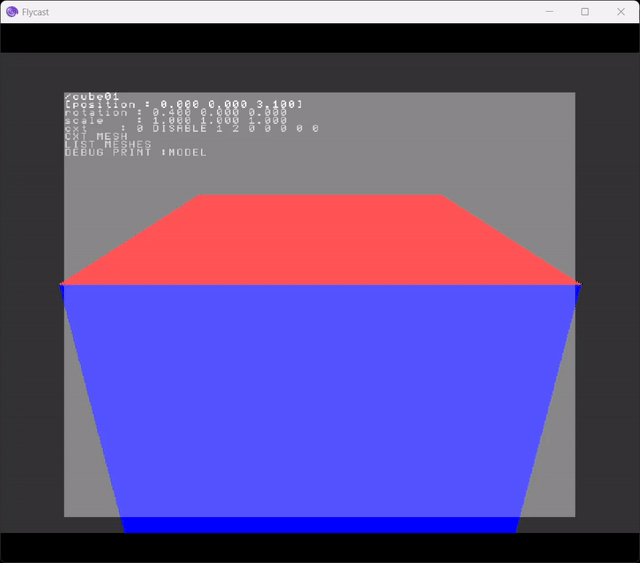 Flycast
/cube01
[position : 0.000 0.000 3.100]
rotation : 0.400 0.000 0.000
scale : 1.000 1.000 1.000
cxt : 0 DISABLE 1 2 0 0 0 0 0
CXT MESH
LIST MESHES
DEBUG PRINT :MODEL